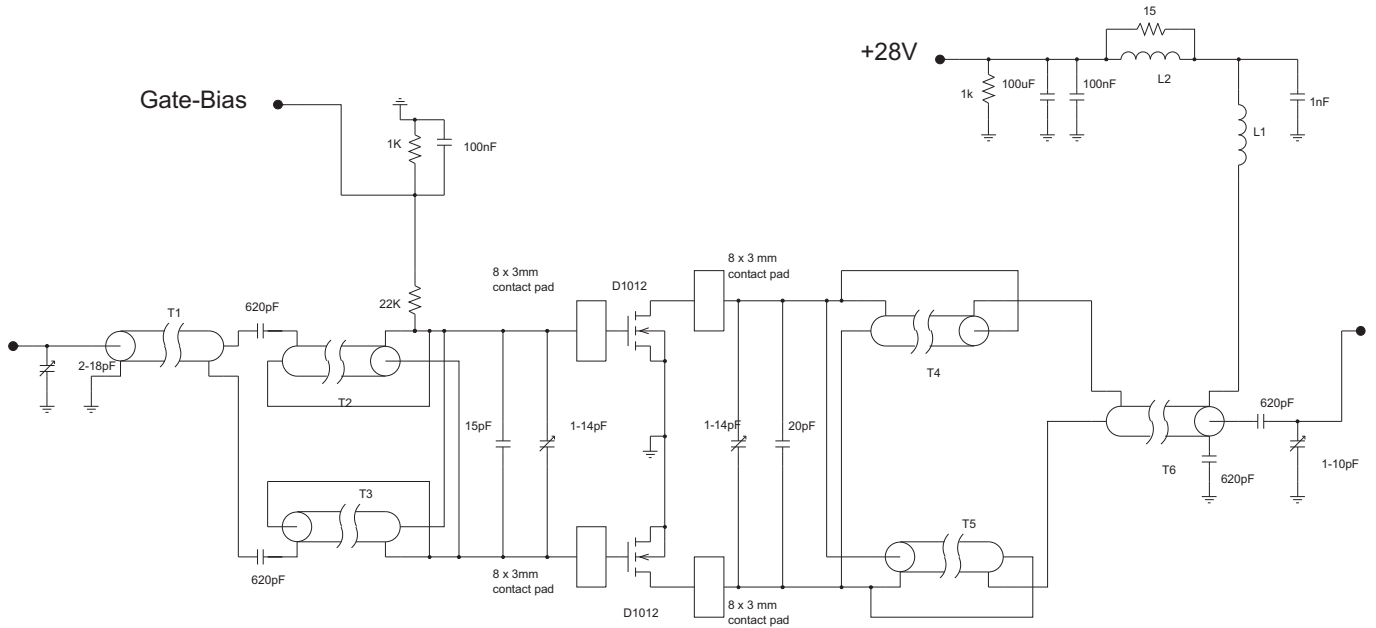 15
+28V
L2
100uF
100nF
1k
1nF
Gate-Bias
L1
1K
100nF
8 x 3 mm
contact pad
8 x 3mm
contact pad
D1012
22K
620pF
T1
2-18pF
T4
T2
620pF
15pF
1-14pF
1-14pF
20pF
T6
1-10pF
620pF
T3
T5
620pF
8 x 3mm
contact pad
D1012
8 x 3 mm
contact pad